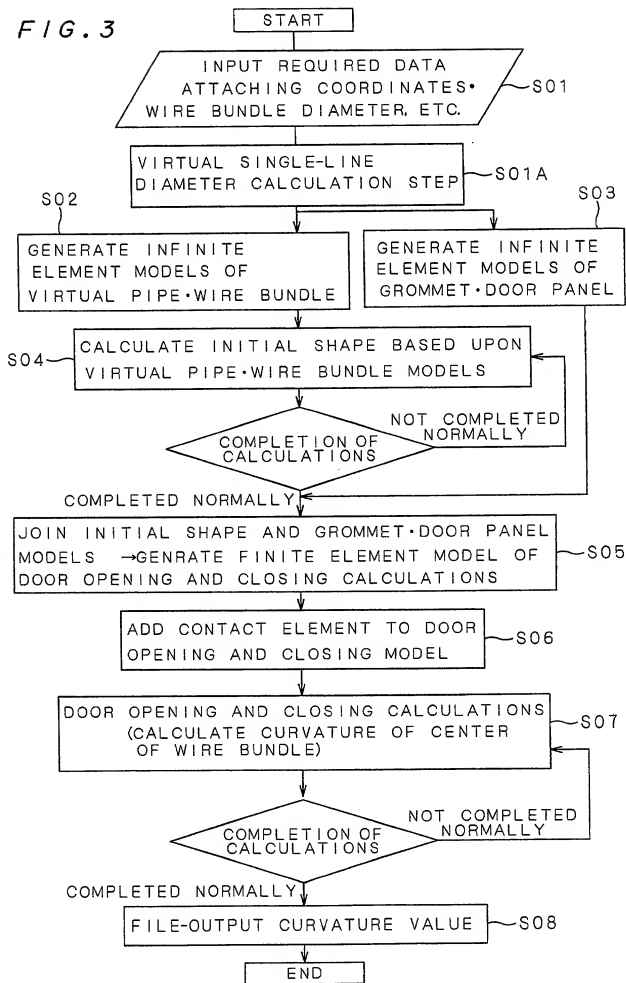 FIG.3
START
INPUT REQUIRED DATA
ATTACHING COORDINATES·
WIRE BUNDLE DIAMETER, ETC.
S01
VIRTUAL SINGLE-LINE
DIAMETER CALCULATION STEP
S01A
S02
GENERATE INFINITE
ELEMENT MODELS OF
VIRTUAL PIPE·WIRE BUNDLE
S03
GENERATE INFINITE
ELEMENT MODELS OF
GROMMET·DOOR PANEL
S04
CALCULATE INITIAL SHAPE BASED UPON
VIRTUAL PIPE·WIRE BUNDLE MODELS
NOT COMPLETED
NORMALLY
COMPLETION OF
CALCULATIONS
COMPLETED NORMALLY
JOIN INITIAL SHAPE AND GROMMET·DOOR PANEL
MODELS →GENRATE FINITE ELEMENT MODEL OF
DOOR OPENING AND CLOSING CALCULATIONS
S05
ADD CONTACT ELEMENT TO DOOR
OPENING AND CLOSING MODEL
S06
DOOR OPENING AND CLOSING CALCULATIONS
(CALCULATE CURVATURE OF CENTER
OF WIRE BUNDLE)
S07
NOT COMPLETED
NORMALLY
COMPLETION OF
CALCULATIONS
COMPLETED NORMALLY
FILE-OUTPUT CURVATURE VALUE
S08
END